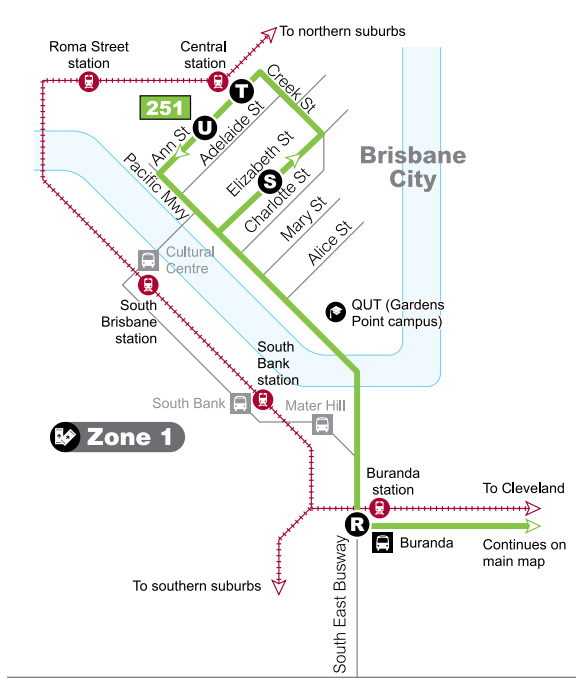 To northern suburbs
Roma Street
station
Central
station
T
Creek St
251
U
Ann St
Adelaide St
Pacific Mwy
Elizabeth St
S
Charlotte St
Mary St
Alice St
Brisbane
City
Cultural
Centre
South
Brisbane
station
QUT (Gardens
Point campus)
South
Bank
station
South Bank
Mater Hill
Zone 1
Buranda
station
To Cleveland
R
Buranda
Continues on
main map
To southern suburbs
South East Busway